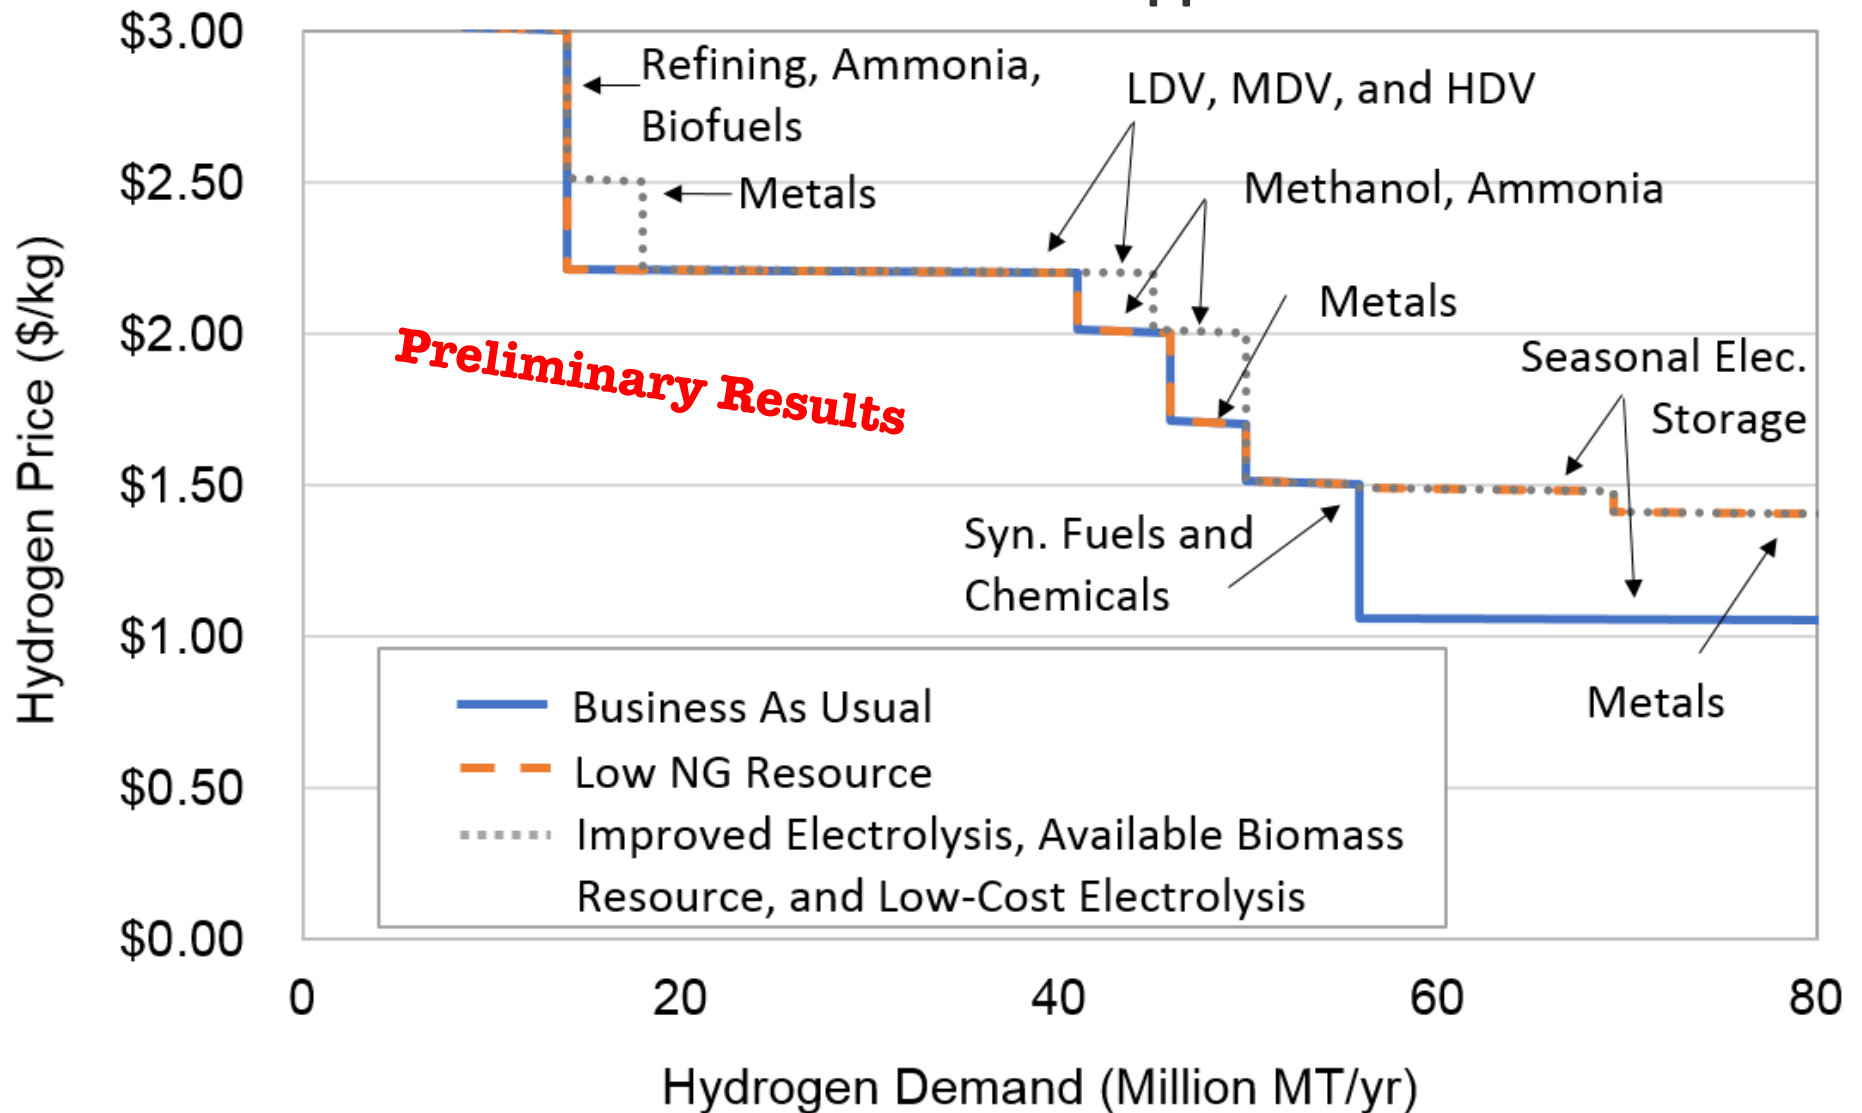 $3.00
$2.50
$2.00
$1.50
$1.00
$0.50
$0.00
Hydrogen Price ($/kg)
Refining, Ammonia,
Biofuels
Metals
LDV, MDV, and HDV
Methanol, Ammonia
Metals
Seasonal Elec.
Storage
Preliminary Results
Syn. Fuels and
Chemicals
Metals
Business As Usual
Low NG Resource
Improved Electrolysis, Available Biomass
Resource, and Low-Cost Electrolysis
0 20 40 60 80
Hydrogen Demand (Million MT/yr)